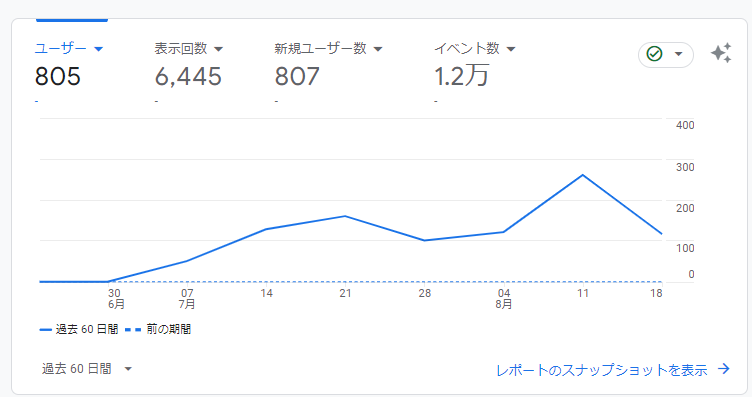 ユーザー 表示回数 新規ユーザー数 イベント数
805 6,445 807 1.2万
- - - -
400
300
200
100
0
30 07 14 21 28 04 11 18
6月 7月 8月
過去 60 日間 前の期間
過去 60 日間 レポートのスナップショットを表示